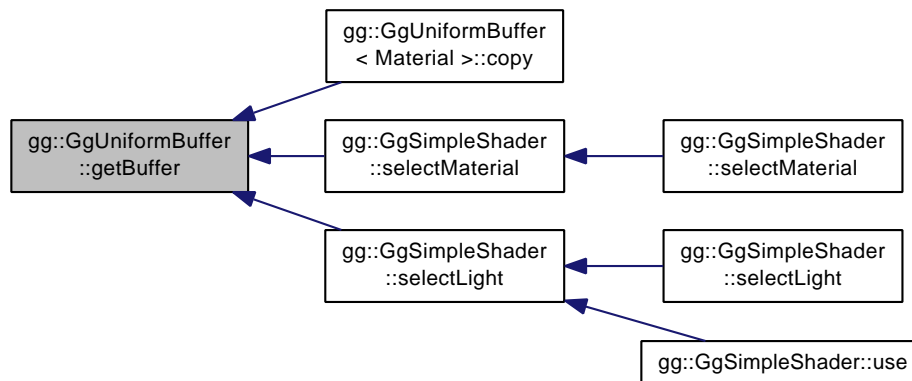 gg::GgUniformBuffer
< Material >::copy
gg::GgUniformBuffer
::getBuffer
gg::GgSimpleShader
::selectMaterial
gg::GgSimpleShader
::selectMaterial
gg::GgSimpleShader
::selectLight
gg::GgSimpleShader
::selectLight
gg::GgSimpleShader::use